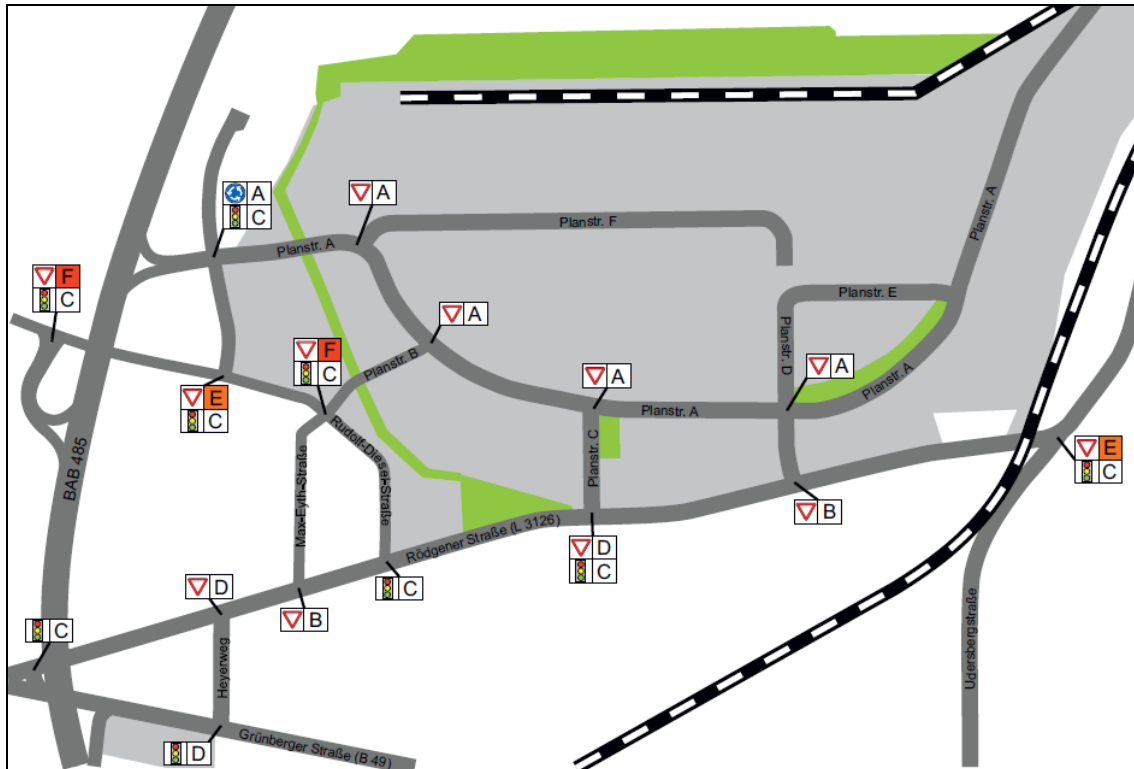 A
C
A
Planstr. F
Planstr. A
Planstr. A
F
C
A
Planstr. E
F
C
Planstr. B
Planstr. D
A
A
Planstr. A
E
C
Planstr. A
Rudolf-Diesel-Straße
Planstr. C
E
C
BAB 485
Max-Eyth-Straße
B
Rödgener Straße (L 3126)
D
C
D
C
B
C
Heyerweg
Udersbergstraße
D
Grünberger Straße (B 49)